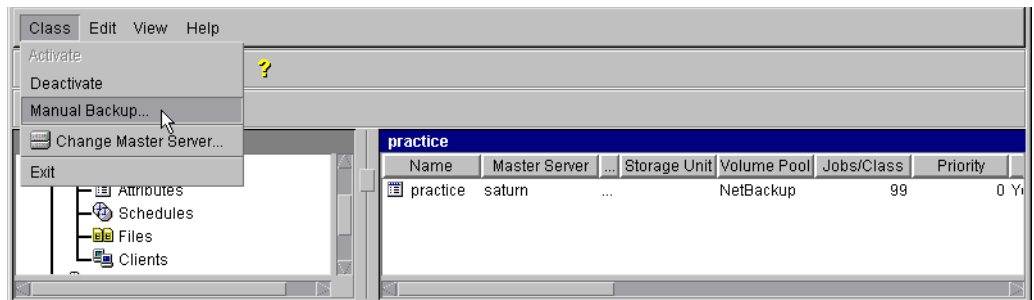 Class Edit View Help
Activate
Deactivate
Manual Backup...
Change Master Server...
Exit
Attributes
Schedules
Files
Clients
practice
Name Master Server ... Storage Unit Volume Pool Jobs/Class Priority
practice saturn ... NetBackup 99 0